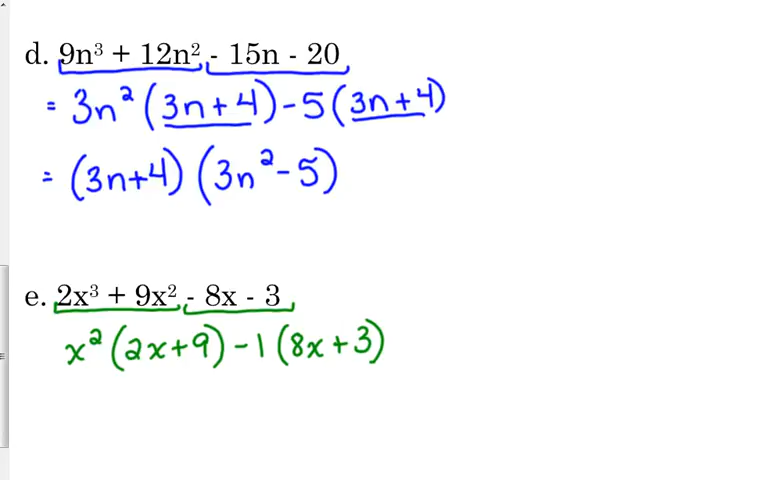 d. 9n³ + 12n² - 15n - 20
= 3n² (3n+4) - 5 (3n+4)
= (3n+4) (3n² - 5)
e. 2x³ + 9x² - 8x - 3
x² (2x+9) - 1 (8x + 3)